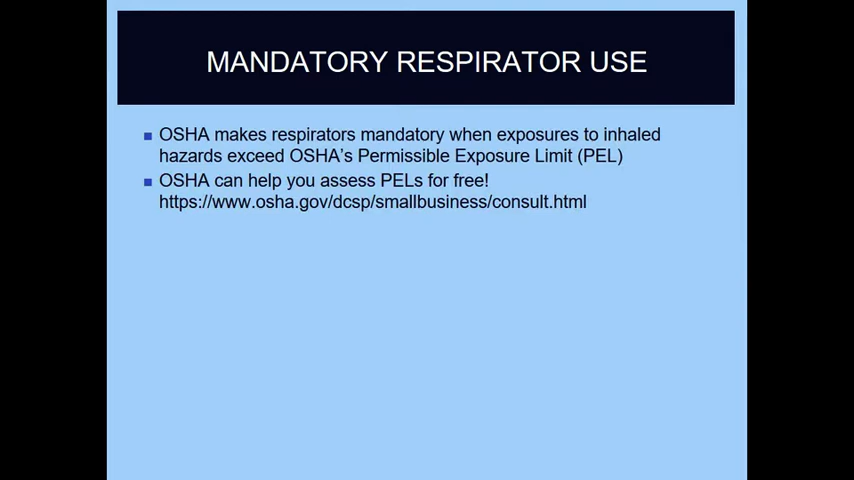 MANDATORY RESPIRATOR USE
OSHA makes respirators mandatory when exposures to inhaled
hazards exceed OSHA's Permissible Exposure Limit (PEL)
OSHA can help you assess PELs for free!
https://www.osha.gov/dcsp/smallbusiness/consult.html